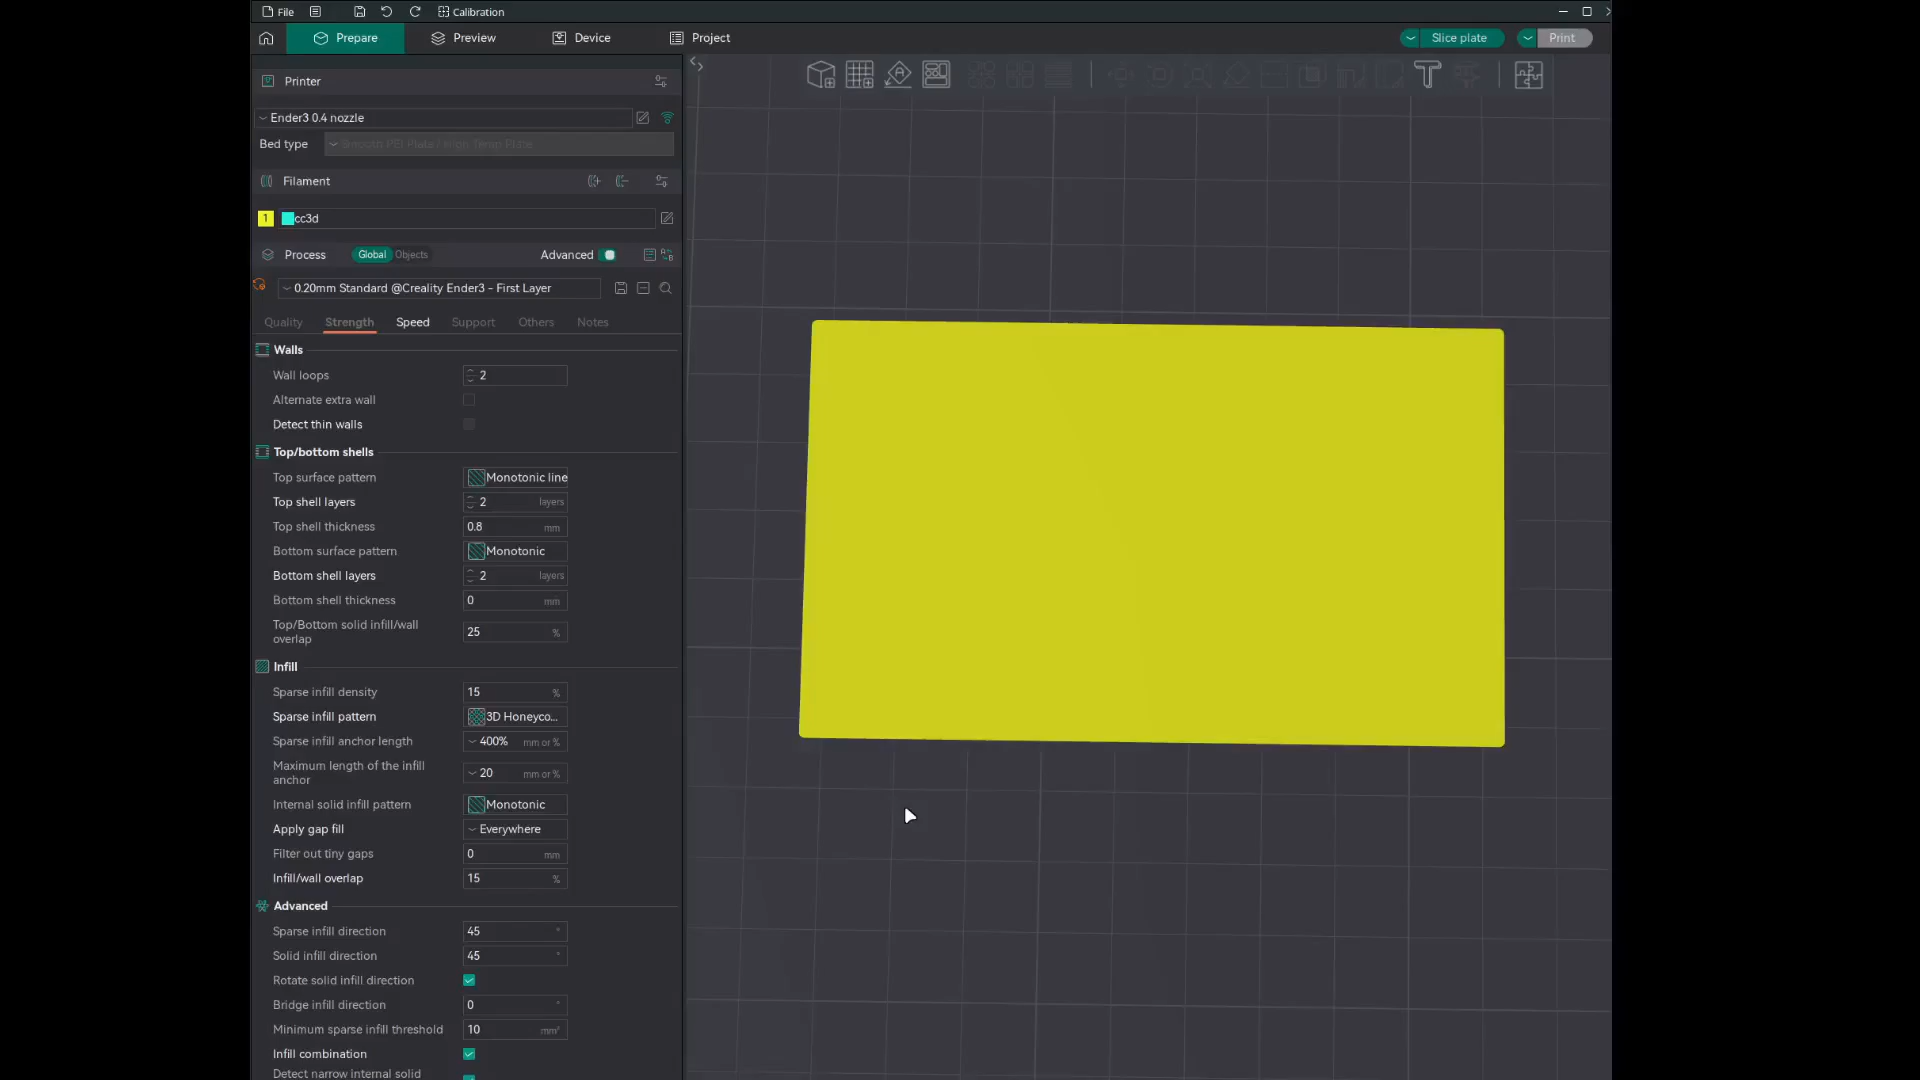 File
Calibration
Prepare
Preview
Device
Project
Slice plate
Print
Printer
Ender3 0.4 nozzle
Bed type
Smooth PEI Plate / High Temp Plate
Filament
1
cc3d
Process
Global
Objects
Advanced
0.20mm Standard @Creality Ender3 - First Layer
Quality
Strength
Speed
Support
Others
Notes
Walls
Wall loops 2
Alternate extra wall
Detect thin walls
Top/bottom shells
Top surface pattern Monotonic line
Top shell layers 2 layers
Top shell thickness 0.8 mm
Bottom surface pattern Monotonic
Bottom shell layers 2 layers
Bottom shell thickness 0 mm
Top/Bottom solid infill/wall
overlap 25 %
Infill
Sparse infill density 15 %
Sparse infill pattern 3D Honeyco...
Sparse infill anchor length 400% mm or %
Maximum length of the infill
anchor 20 mm or %
Internal solid infill pattern Monotonic
Apply gap fill Everywhere
Filter out tiny gaps 0 mm
Infill/wall overlap 15 %
Advanced
Sparse infill direction 45 °
Solid infill direction 45 °
Rotate solid infill direction
Bridge infill direction 0 °
Minimum sparse infill threshold 10 mm²
Infill combination
Detect narrow internal solid